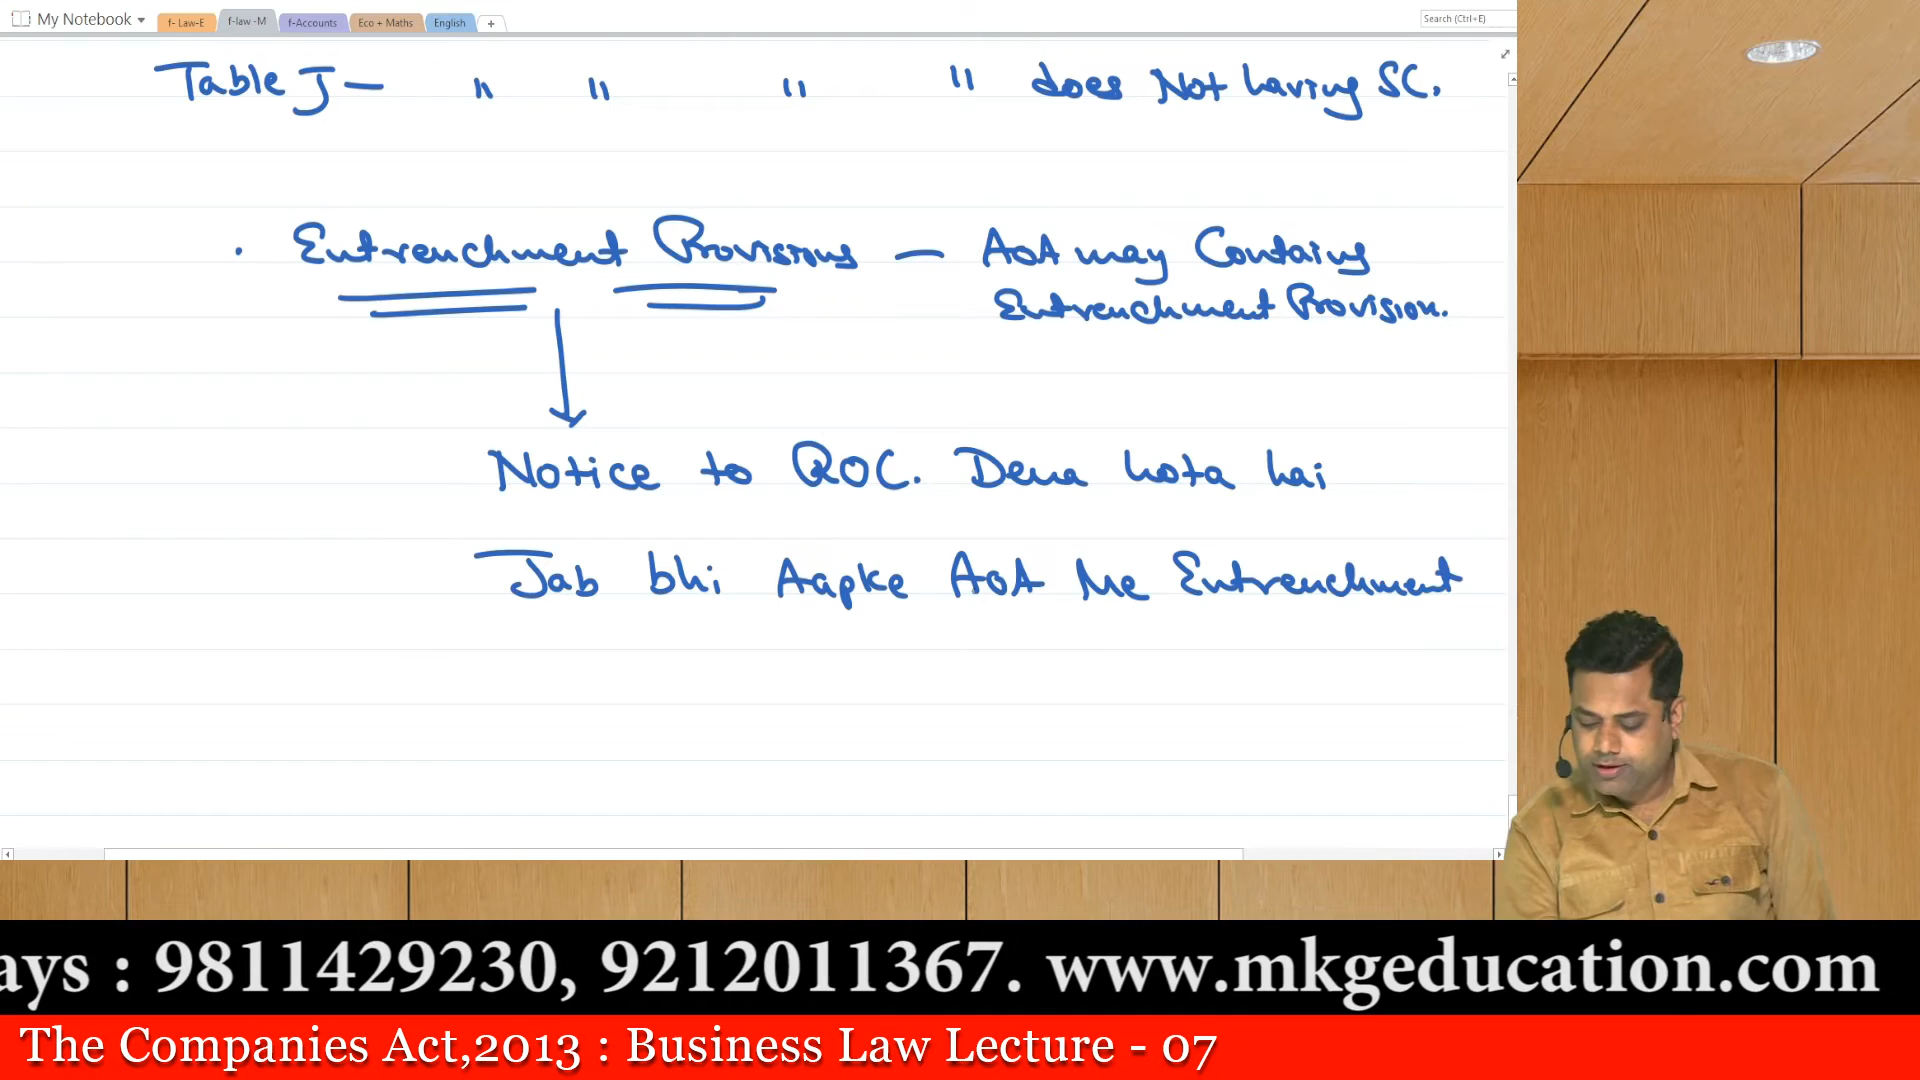 My Notebook f- Law-E f-law -M f-Accounts Eco + Maths English + Search (Ctrl+E)
Table J — " " " " does Not having SC.
• Entrenchment Provisions — AoA may Contains
Entrenchment Provision.
Notice to ROC. Dena hota hai
Jab bhi Aapke AoA Me Entrenchment
ays : 9811429230, 9212011367. www.mkgeducation.com
The Companies Act,2013 : Business Law Lecture - 07